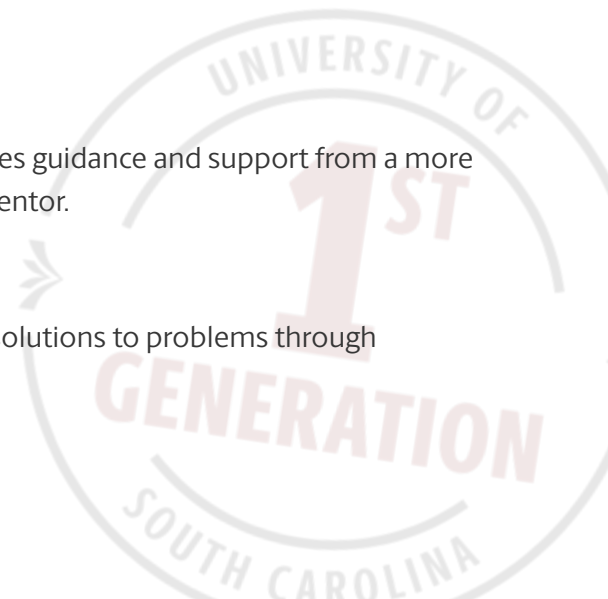 UNIVERSITY OF
es guidance and support from a more
entor.
1ST
olutions to problems through
GENERATION
SOUTH CAROLINA